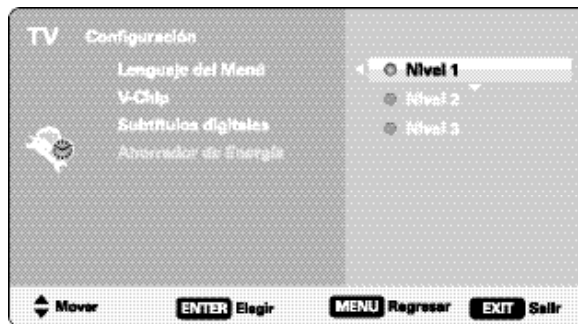 TV Configuración
Lenguaje del Menú
V-Chip
Subtítulos digitales
Ahorrador de Energía
Nivel 1
Nivel 2
Nivel 3
Mover ENTER Elegir MENU Regresar EXIT Salir